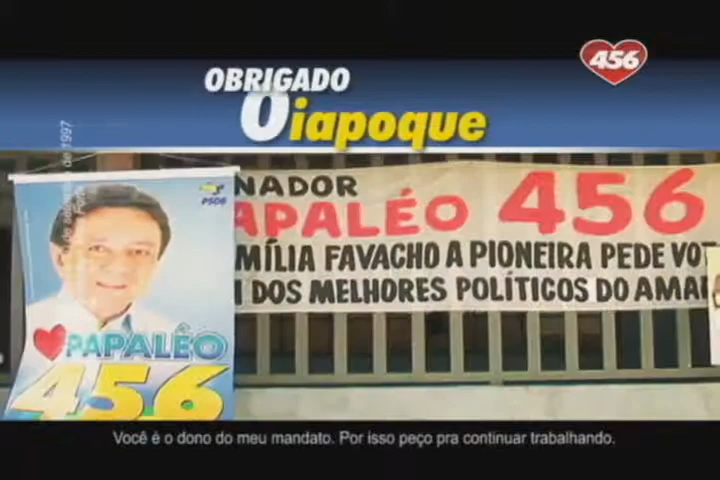 456
OBRIGADO
Oiapoque
PSDB
PAPALÉO
456
NADOR
APALÉO 456
MÍLIA FAVACHO A PIONEIRA PEDE VOT
DOS MELHORES POLÍTICOS DO AMA
Você é o dono do meu mandato. Por isso peço pra continuar trabalhando.